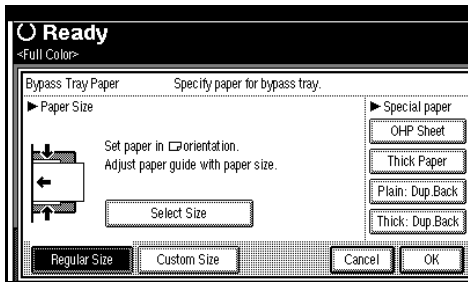 Ready
<Full Color>
Bypass Tray Paper Specify paper for bypass tray.
► Paper Size
► Special paper
Set paper in orientation.
Adjust paper guide with paper size.
Select Size
OHP Sheet
Thick Paper
Plain: Dup.Back
Thick: Dup.Back
Regular Size Custom Size Cancel OK